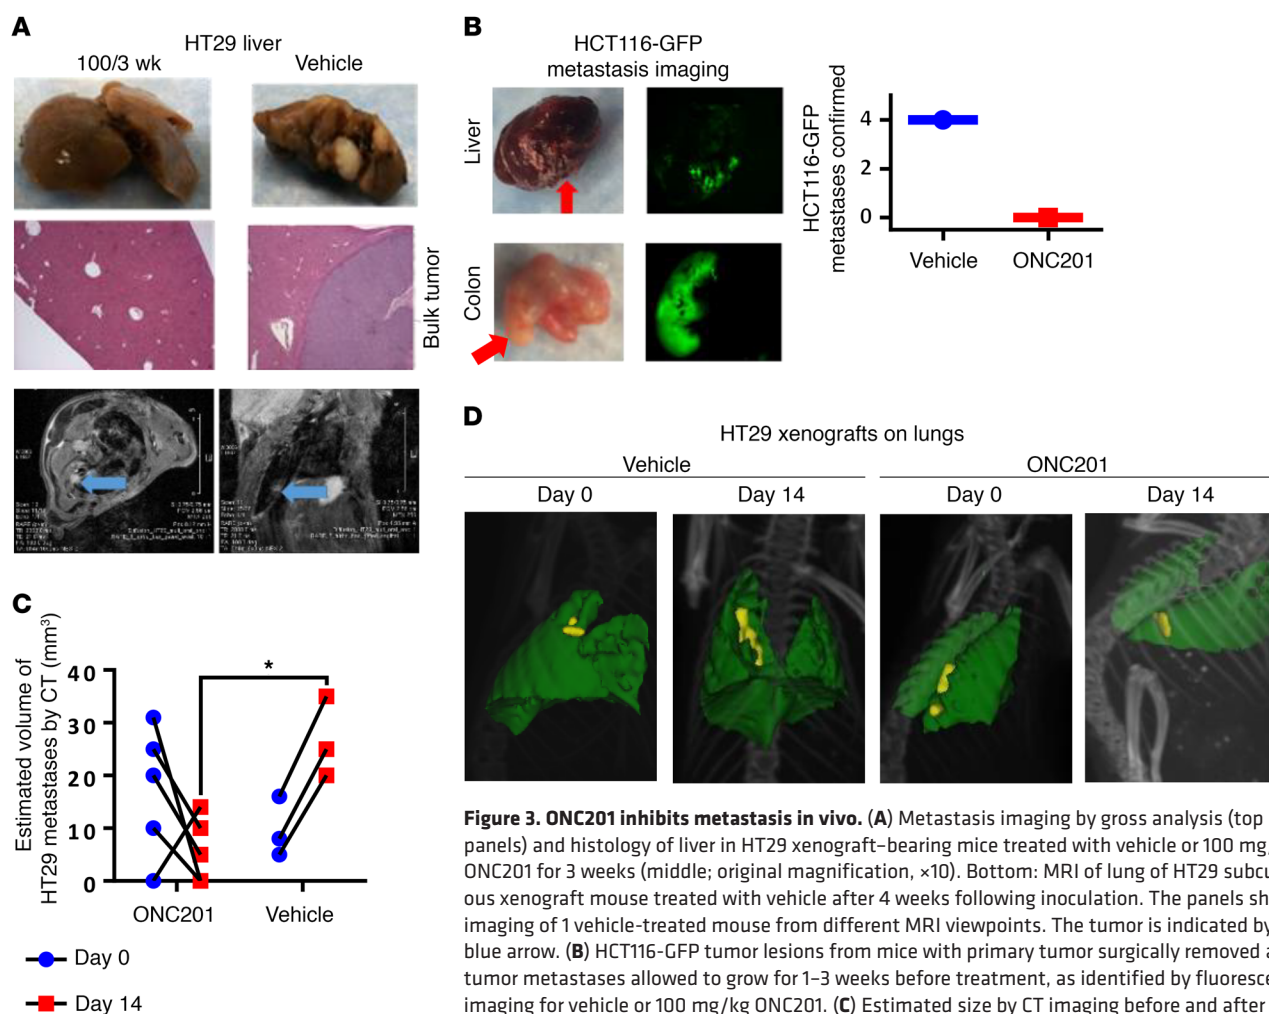 A
HT29 liver
100/3 wk
Vehicle
Bulk tumor
B
HCT116-GFP
metastasis imaging
Liver
Colon
HCT116-GFP
metastases confirmed
4
2
0
Vehicle
ONC201
C
Estimated volume of
HT29 metastases by CT (mm³)
40
30
20
10
0
*
ONC201
Vehicle
Day 0
Day 14
D
HT29 xenografts on lungs
Vehicle
ONC201
Day 0
Day 14
Day 0
Day 14
Figure 3. ONC201 inhibits metastasis in vivo. (A) Metastasis imaging by gross analysis (top
panels) and histology of liver in HT29 xenograft–bearing mice treated with vehicle or 100 mg
ONC201 for 3 weeks (middle; original magnification, ×10). Bottom: MRI of lung of HT29 subcu
ous xenograft mouse treated with vehicle after 4 weeks following inoculation. The panels sh
imaging of 1 vehicle-treated mouse from different MRI viewpoints. The tumor is indicated by
blue arrow. (B) HCT116-GFP tumor lesions from mice with primary tumor surgically removed a
tumor metastases allowed to grow for 1–3 weeks before treatment, as identified by fluoresce
imaging for vehicle or 100 mg/kg ONC201. (C) Estimated size by CT imaging before and after